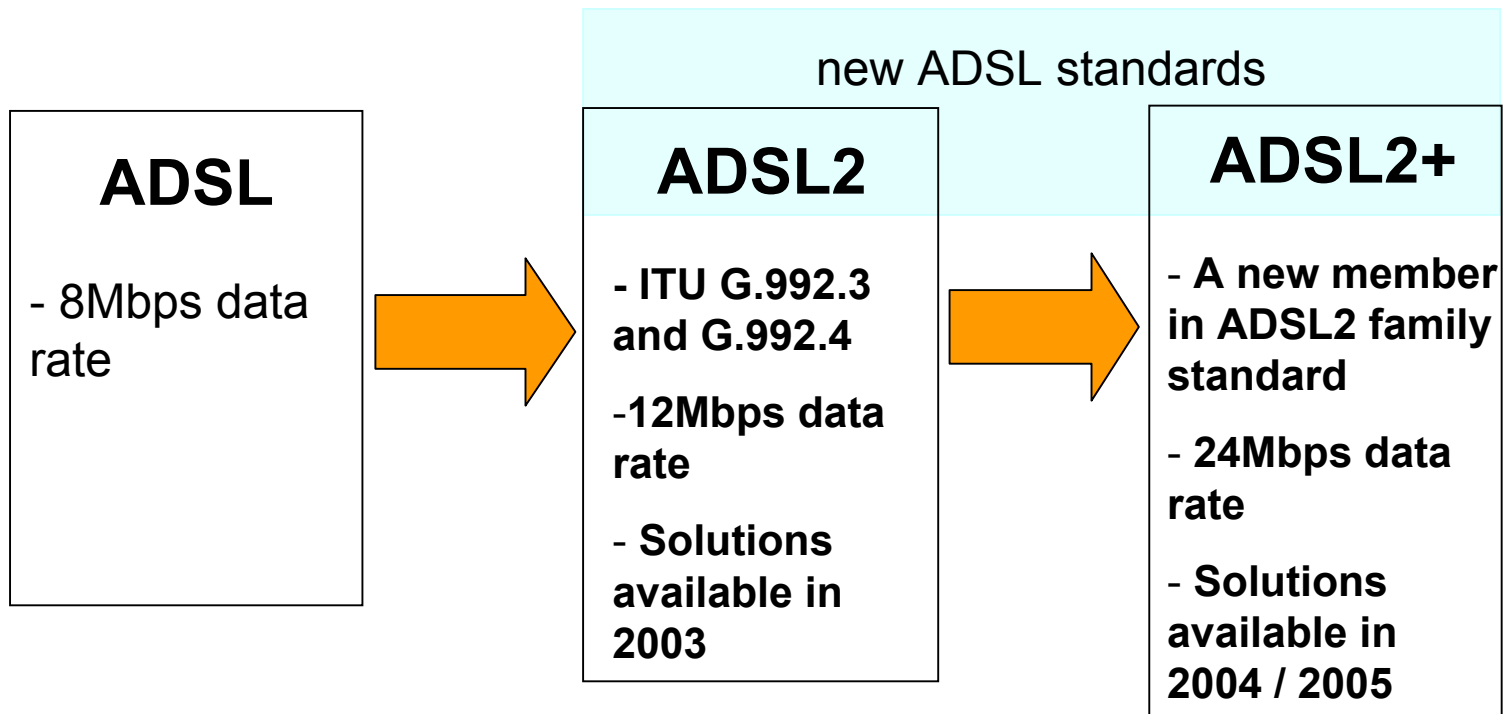 new ADSL standards
ADSL
- 8Mbps data
rate
ADSL2
- ITU G.992.3
and G.992.4
-12Mbps data
rate
- Solutions
available in
2003
ADSL2+
- A new member
in ADSL2 family
standard
- 24Mbps data
rate
- Solutions
available in
2004 / 2005